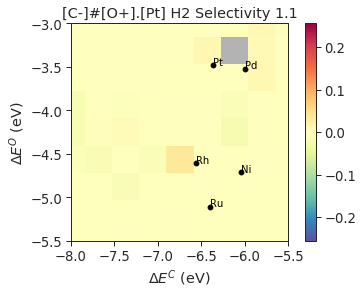 [C-]#[O+].[Pt] H2 Selectivity 1.1
−3.0
−3.5
−4.0
−4.5
−5.0
−5.5
ΔE^O (eV)
Pt
Pd
Rh
Ni
Ru
−8.0 −7.5 −7.0 −6.5 −6.0 −5.5
ΔE^C (eV)
0.2
0.1
0.0
−0.1
−0.2